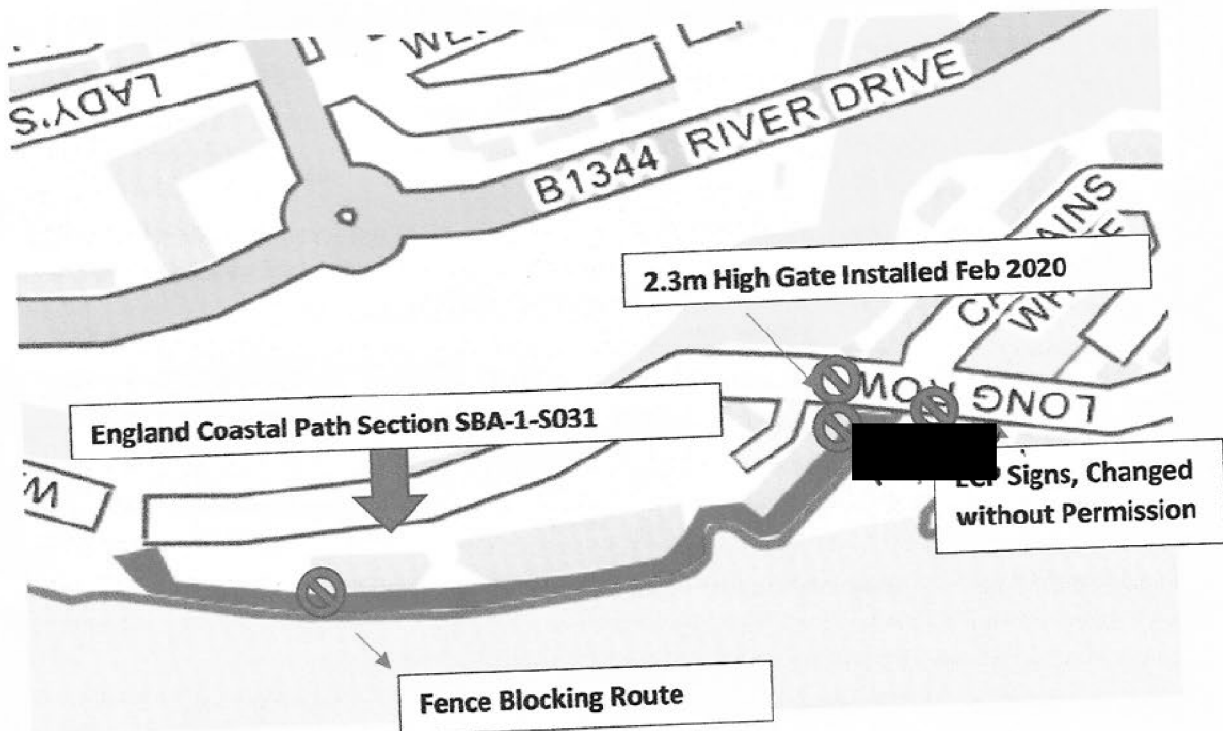 LADY'S
B1344 RIVER DRIVE
2.3m High Gate Installed Feb 2020
LONG ROW
England Coastal Path Section SBA-1-S031
Signs, Changed
without Permission
Fence Blocking Route